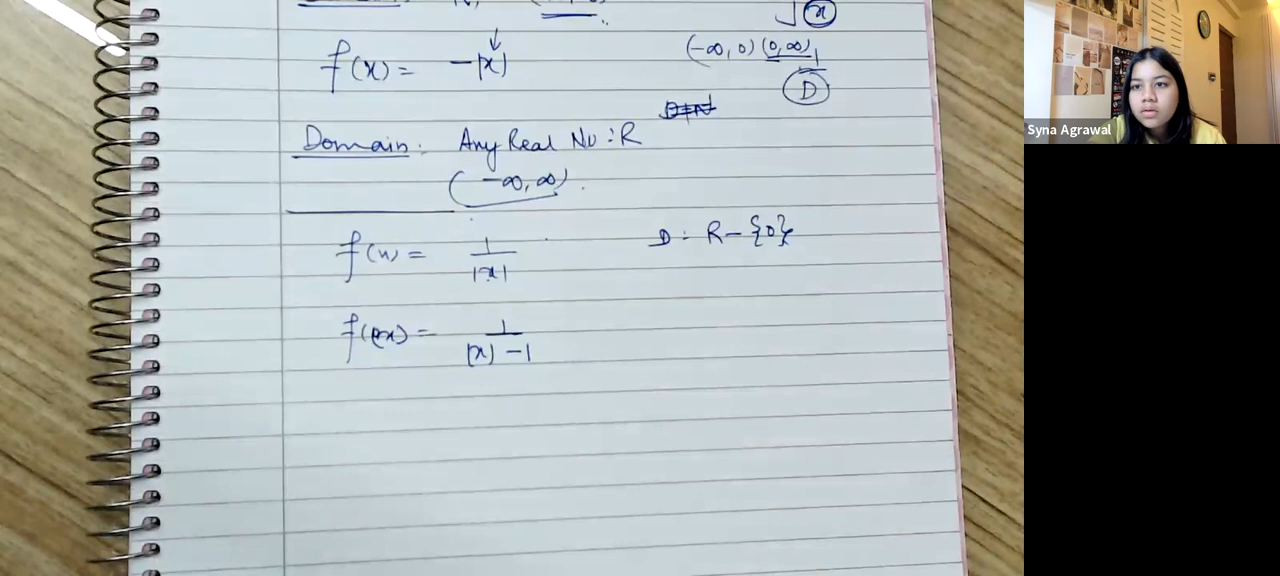 √x
f(x) = -|x|
(-∞, 0) (0, ∞)
D
Domain: Any Real No: R
(-∞, ∞).
f(x) = 1/|x|
D: R - {0}
f(x) = 1/|x| - 1
Syna Agrawal